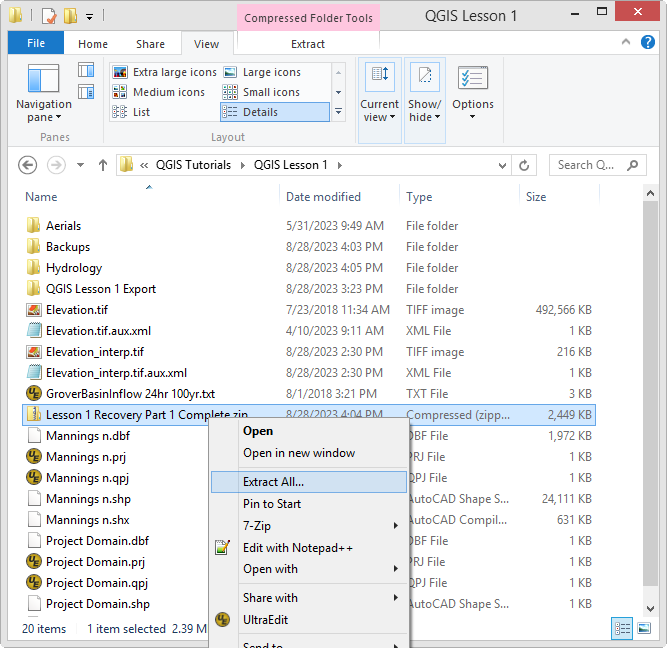 Compressed Folder Tools
QGIS Lesson 1
File Home Share View Extract
Navigation pane
Extra large icons Large icons
Medium icons Small icons
List Details
Current view
Show/ hide
Options
Panes Layout
« QGIS Tutorials QGIS Lesson 1 Search Q...
Name Date modified Type Size
Aerials 5/31/2023 9:49 AM File folder
Backups 8/28/2023 4:03 PM File folder
Hydrology 8/28/2023 4:05 PM File folder
QGIS Lesson 1 Export 8/28/2023 3:23 PM File folder
Elevation.tif 7/23/2018 11:34 AM TIFF image 492,566 KB
Elevation.tif.aux.xml 4/10/2023 9:11 AM XML File 1 KB
Elevation_interp.tif 8/28/2023 2:30 PM TIFF image 216 KB
Elevation_interp.tif.aux.xml 8/28/2023 2:30 PM XML File 1 KB
GroverBasinInflow 24hr 100yr.txt 8/1/2018 3:21 PM TXT File 3 KB
Lesson 1 Recovery Part 1 Complete.zip 8/28/2023 4:04 PM Compressed (zipp... 2,449 KB
Mannings n.dbf DBF File 1,972 KB
Mannings n.prj PRJ File 1 KB
Mannings n.qpj QPJ File 1 KB
Mannings n.shp AutoCAD Shape S... 24,111 KB
Mannings n.shx AutoCAD Compil... 631 KB
Project Domain.dbf DBF File 1 KB
Project Domain.prj PRJ File 1 KB
Project Domain.qpj QPJ File 1 KB
Project Domain.shp AutoCAD Shape S... 1 KB
Open
Open in new window
Extract All...
Pin to Start
7-Zip
Edit with Notepad++
Open with
Share with
UltraEdit
Send to
20 items 1 item selected 2.39 M